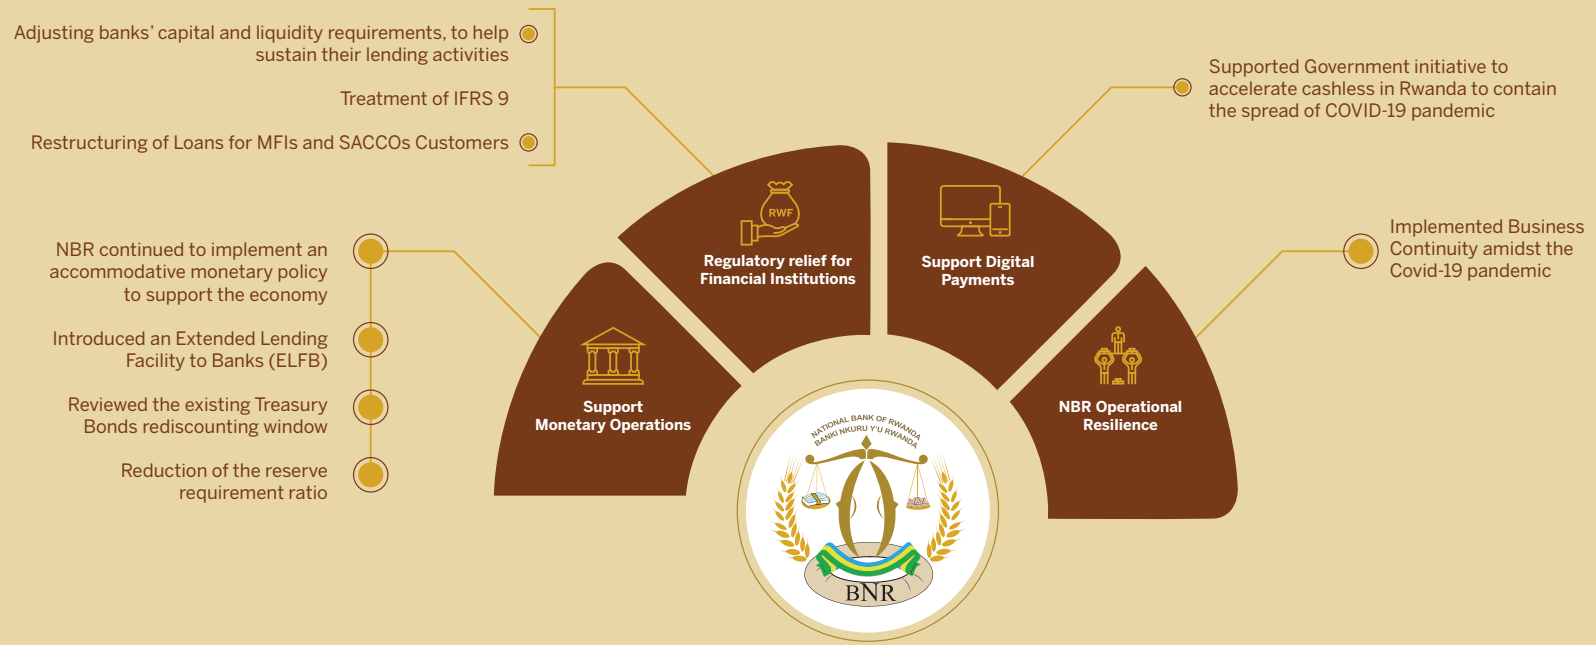 Adjusting banks' capital and liquidity requirements, to help
sustain their lending activities
Treatment of IFRS 9
Restructuring of Loans for MFIs and SACCOs Customers
NBR continued to implement an
accommodative monetary policy
to support the economy
Introduced an Extended Lending
Facility to Banks (ELFB)
Reviewed the existing Treasury
Bonds rediscounting window
Reduction of the reserve
requirement ratio
Support
Monetary Operations
RWF
Regulatory relief for
Financial Institutions
Support Digital
Payments
NBR Operational
Resilience
Supported Government initiative to
accelerate cashless in Rwanda to contain
the spread of COVID-19 pandemic
Implemented Business
Continuity amidst the
Covid-19 pandemic
NATIONAL BANK OF RWANDA
BANKI NKURU Y'U RWANDA
BNR